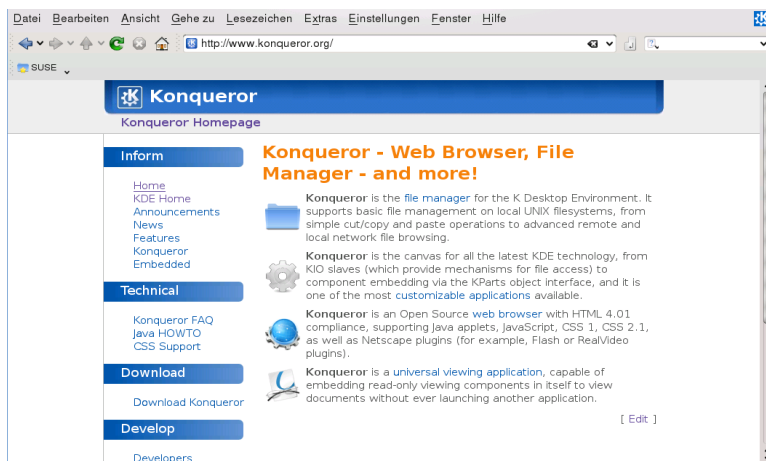 Datei Bearbeiten Ansicht Gehe zu Lesezeichen Extras Einstellungen Fenster Hilfe
http://www.konqueror.org/
SUSE
Konqueror
Konqueror Homepage
Inform
Home
KDE Home
Announcements
News
Features
Konqueror
Embedded
Technical
Konqueror FAQ
Java HOWTO
CSS Support
Download
Download Konqueror
Develop
Developers
Konqueror - Web Browser, File
Manager - and more!
Konqueror is the file manager for the K Desktop Environment. It
supports basic file management on local UNIX filesystems, from
simple cut/copy and paste operations to advanced remote and
local network file browsing.
Konqueror is the canvas for all the latest KDE technology, from
KIO slaves (which provide mechanisms for file access) to
component embedding via the KParts object interface, and it is
one of the most customizable applications available.
Konqueror is an Open Source web browser with HTML 4.01
compliance, supporting Java applets, JavaScript, CSS 1, CSS 2.1,
as well as Netscape plugins (for example, Flash or RealVideo
plugins).
Konqueror is a universal viewing application, capable of
embedding read-only viewing components in itself to view
documents without ever launching another application.
[ Edit ]